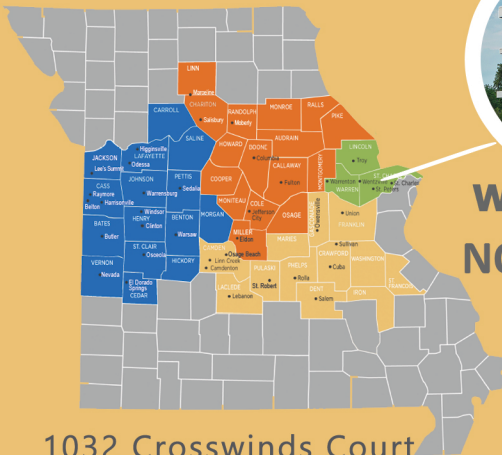 LINN
Marceline
CHARITON
Salisbury
CARROLL
RANDOLPH
Moberly
MONROE
RALLS
PIKE
SALINE
HOWARD
BOONE
Columbia
AUDRAIN
CALLAWAY
Fulton
MONTGOMERY
LINCOLN
Troy
WARREN
Warrenton
Wentzville
St. Charles
St. Peters
JACKSON
Lee's Summit
Higginsville
LAFAYETTE
Odessa
CASS
Raymore
Harrisonville
Belton
JOHNSON
Warrensburg
PETTIS
Sedalia
COOPER
MONITEAU
COLE
Jefferson
City
OSAGE
Owensville
Union
FRANKLIN
Sullivan
BATES
Butler
Windsor
HENRY
Clinton
BENTON
Warsaw
MORGAN
MILLER
Eldon
CAMDEN
Osage Beach
Linn Creek
Camdenton
MARIES
VERNON
Nevada
ST. CLAIR
Osceola
HICKORY
El Dorado
Springs
CEDAR
PULASKI
St. Robert
PHELPS
Rolla
CRAWFORD
Cuba
WASHINGTON
LACLEDE
Lebanon
DENT
Salem
IRON
ST.
FRANCOIS
W
NO
1032 Crosswinds Court